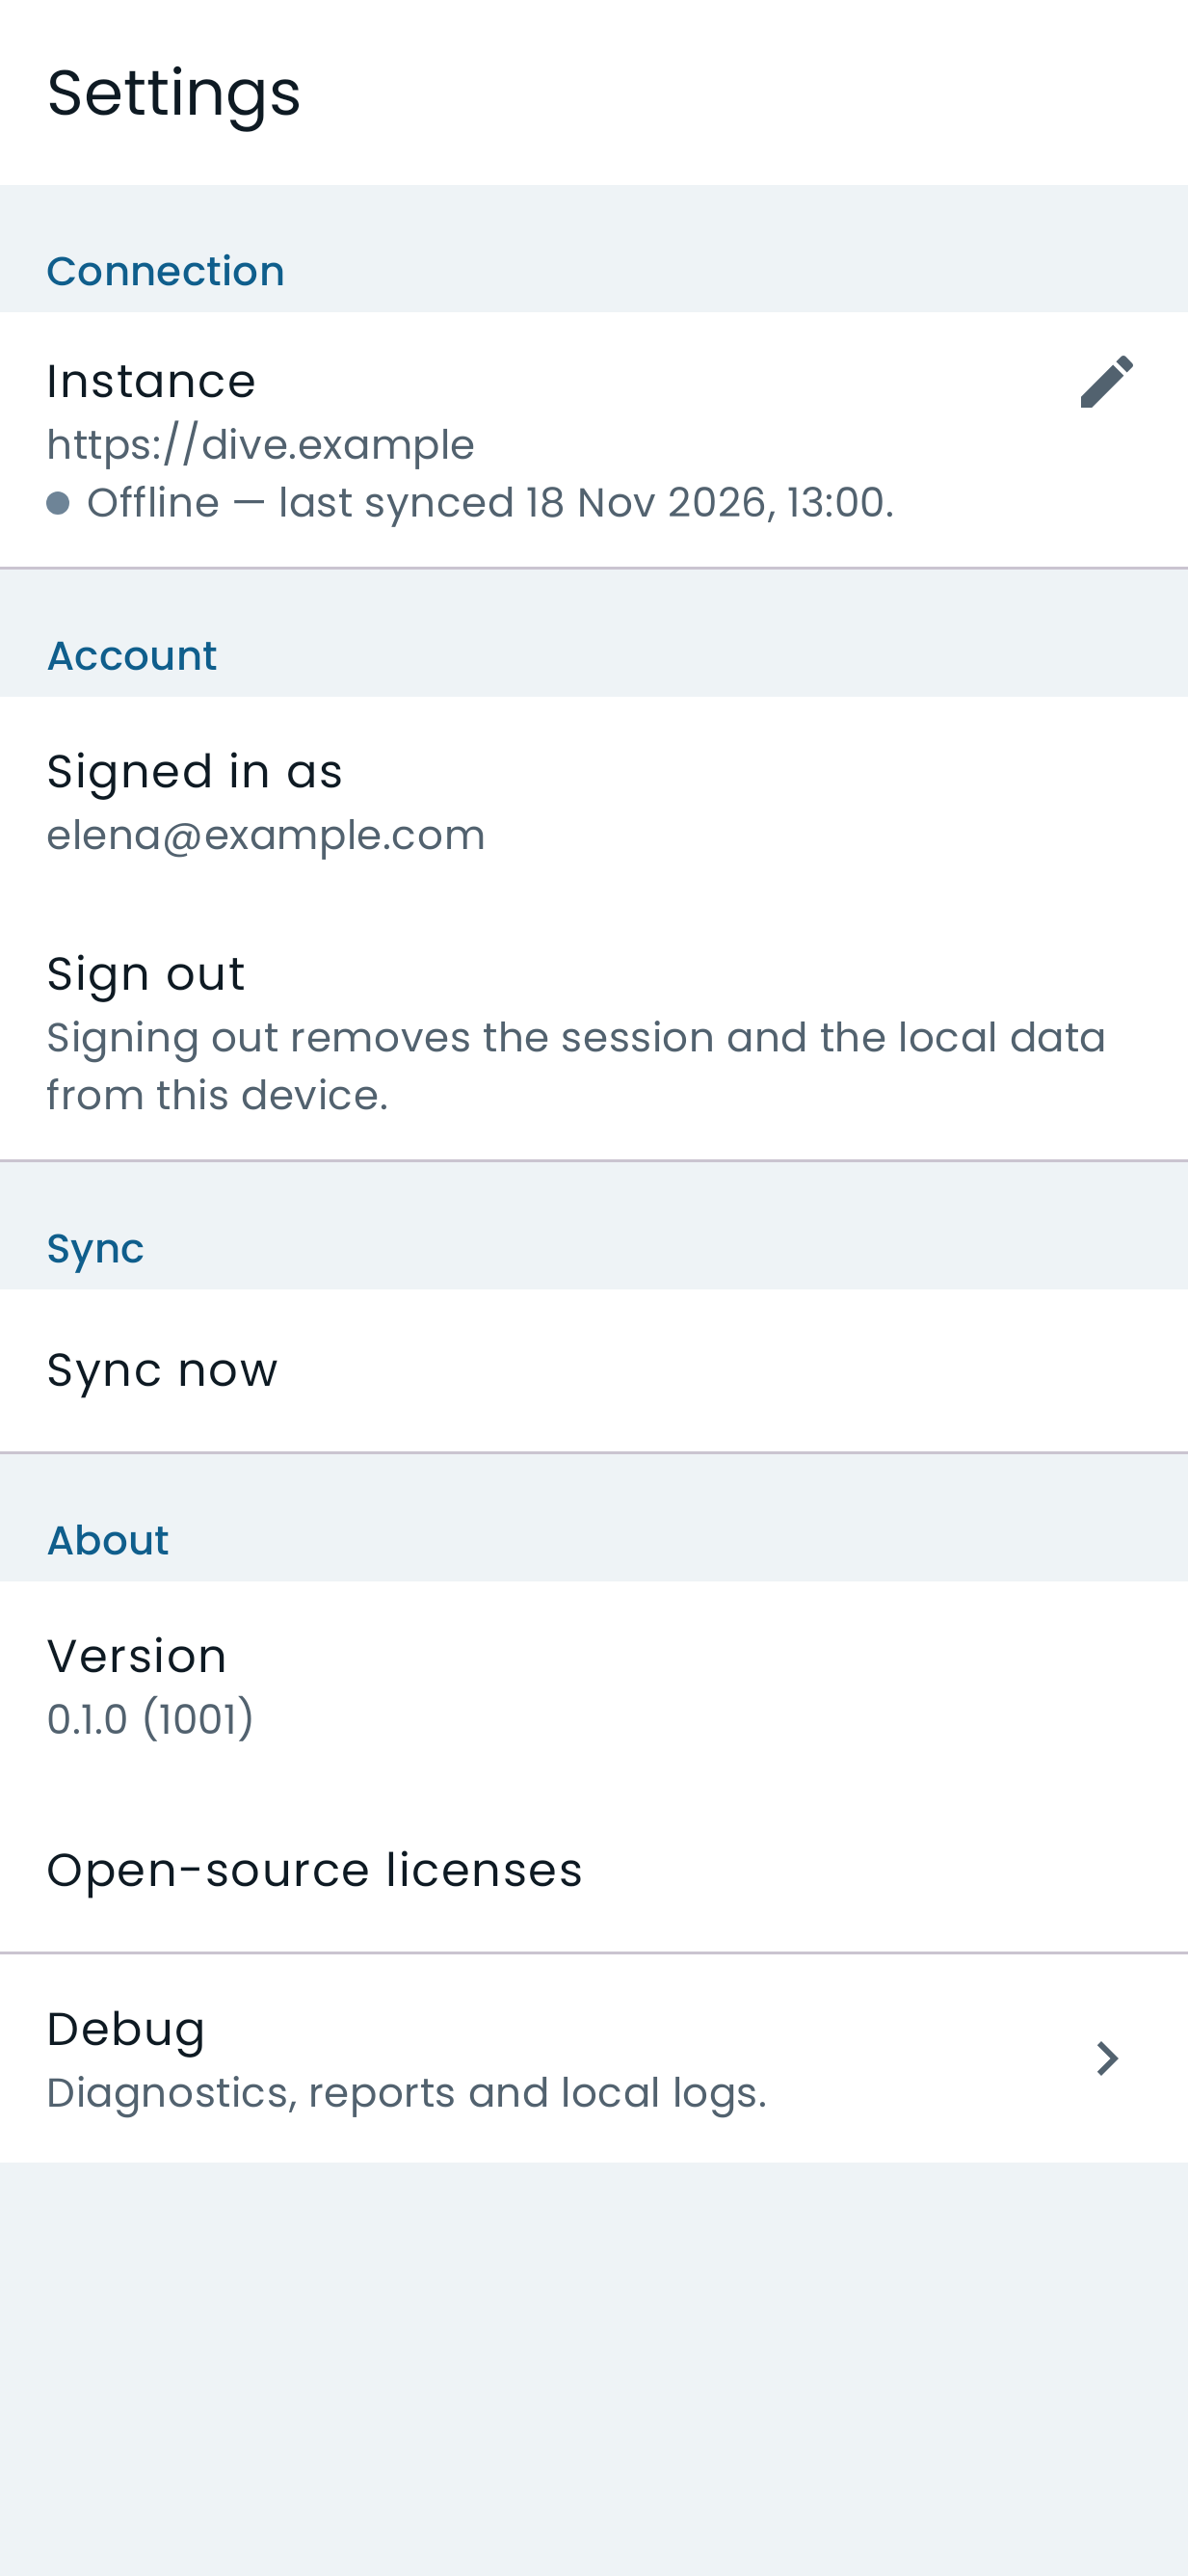 Settings
Connection
Instance
https://dive.example
Offline — last synced 18 Nov 2026, 13:00.
Account
Signed in as
elena@example.com
Sign out
Signing out removes the session and the local data
from this device.
Sync
Sync now
About
Version
0.1.0 (1001)
Open-source licenses
Debug
Diagnostics, reports and local logs.